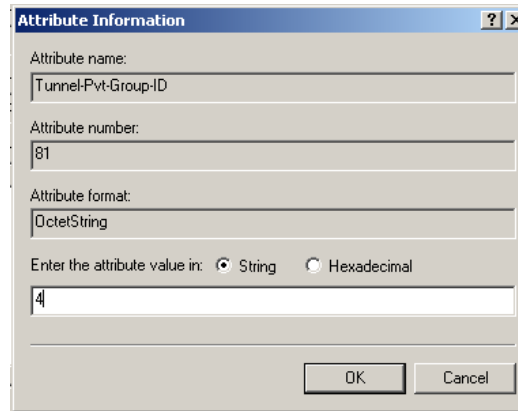 Attribute Information
Attribute name:
Tunnel-Pvt-Group-ID
Attribute number:
81
Attribute format:
OctetString
Enter the attribute value in: String Hexadecimal
4
OK Cancel